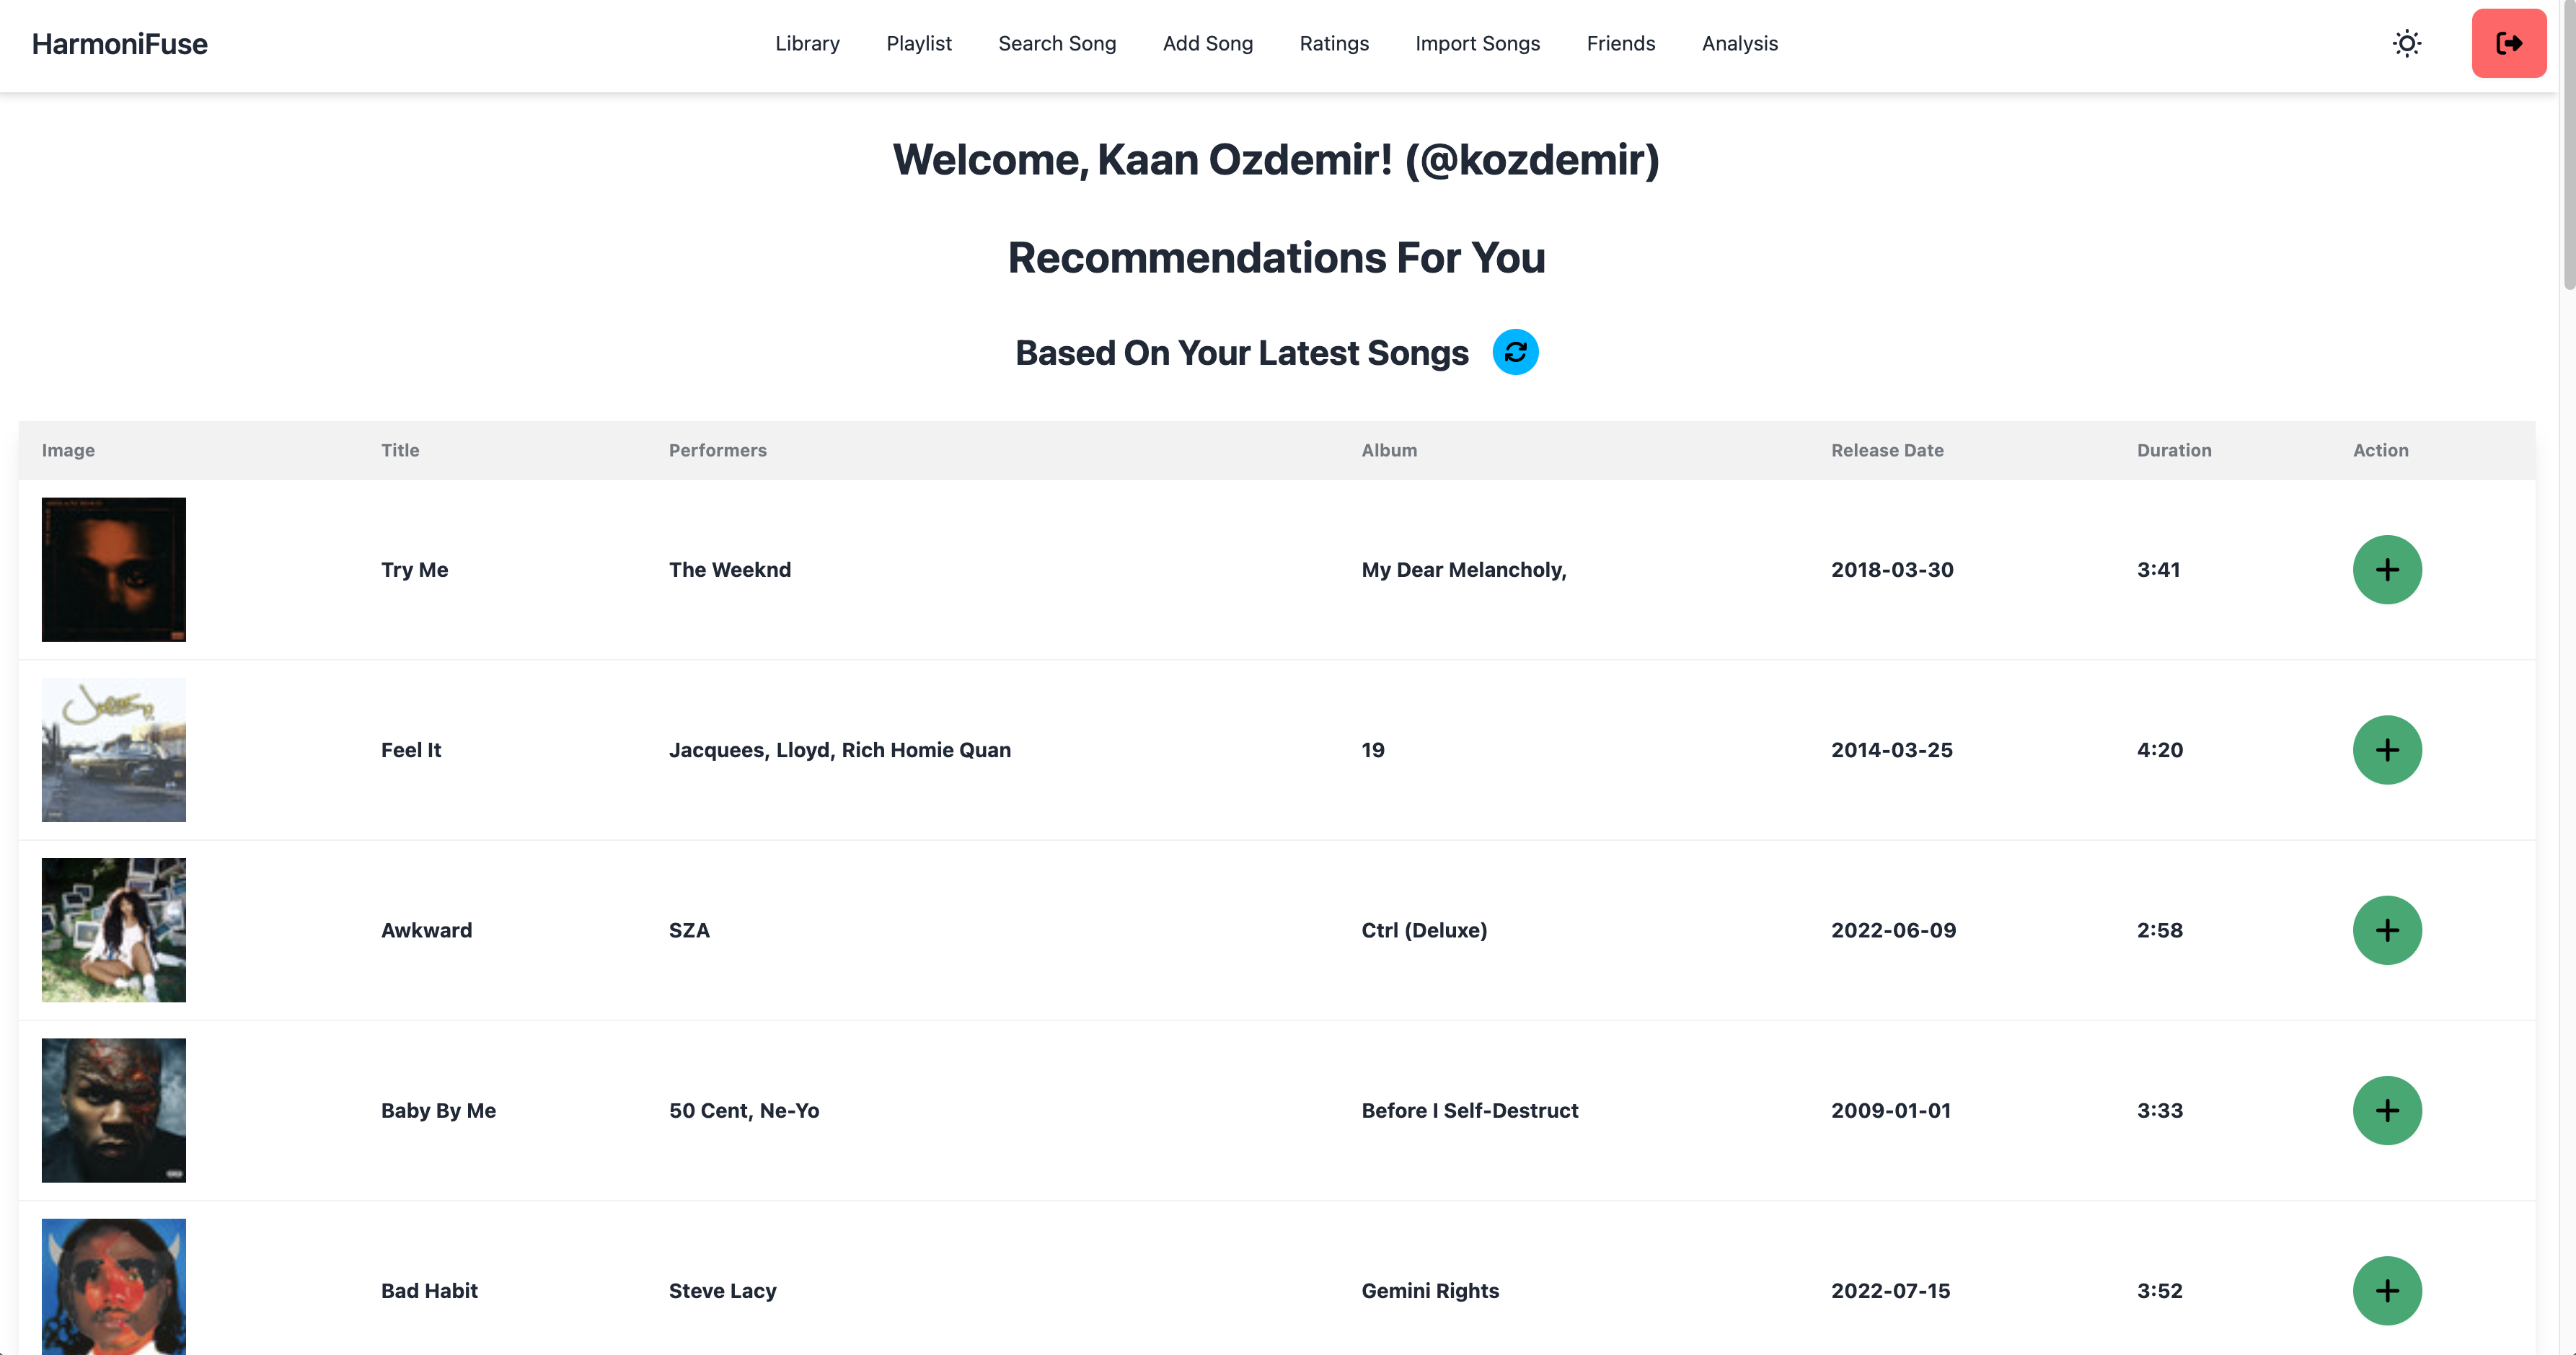 HarmoniFuse Library Playlist Search Song Add Song Ratings Import Songs Friends Analysis
Welcome, Kaan Ozdemir! (@kozdemir)
Recommendations For You
Based On Your Latest Songs
Image Title Performers Album Release Date Duration Action
Try Me The Weeknd My Dear Melancholy, 2018-03-30 3:41
Feel It Jacquees, Lloyd, Rich Homie Quan 19 2014-03-25 4:20
Awkward SZA Ctrl (Deluxe) 2022-06-09 2:58
Baby By Me 50 Cent, Ne-Yo Before I Self-Destruct 2009-01-01 3:33
Bad Habit Steve Lacy Gemini Rights 2022-07-15 3:52